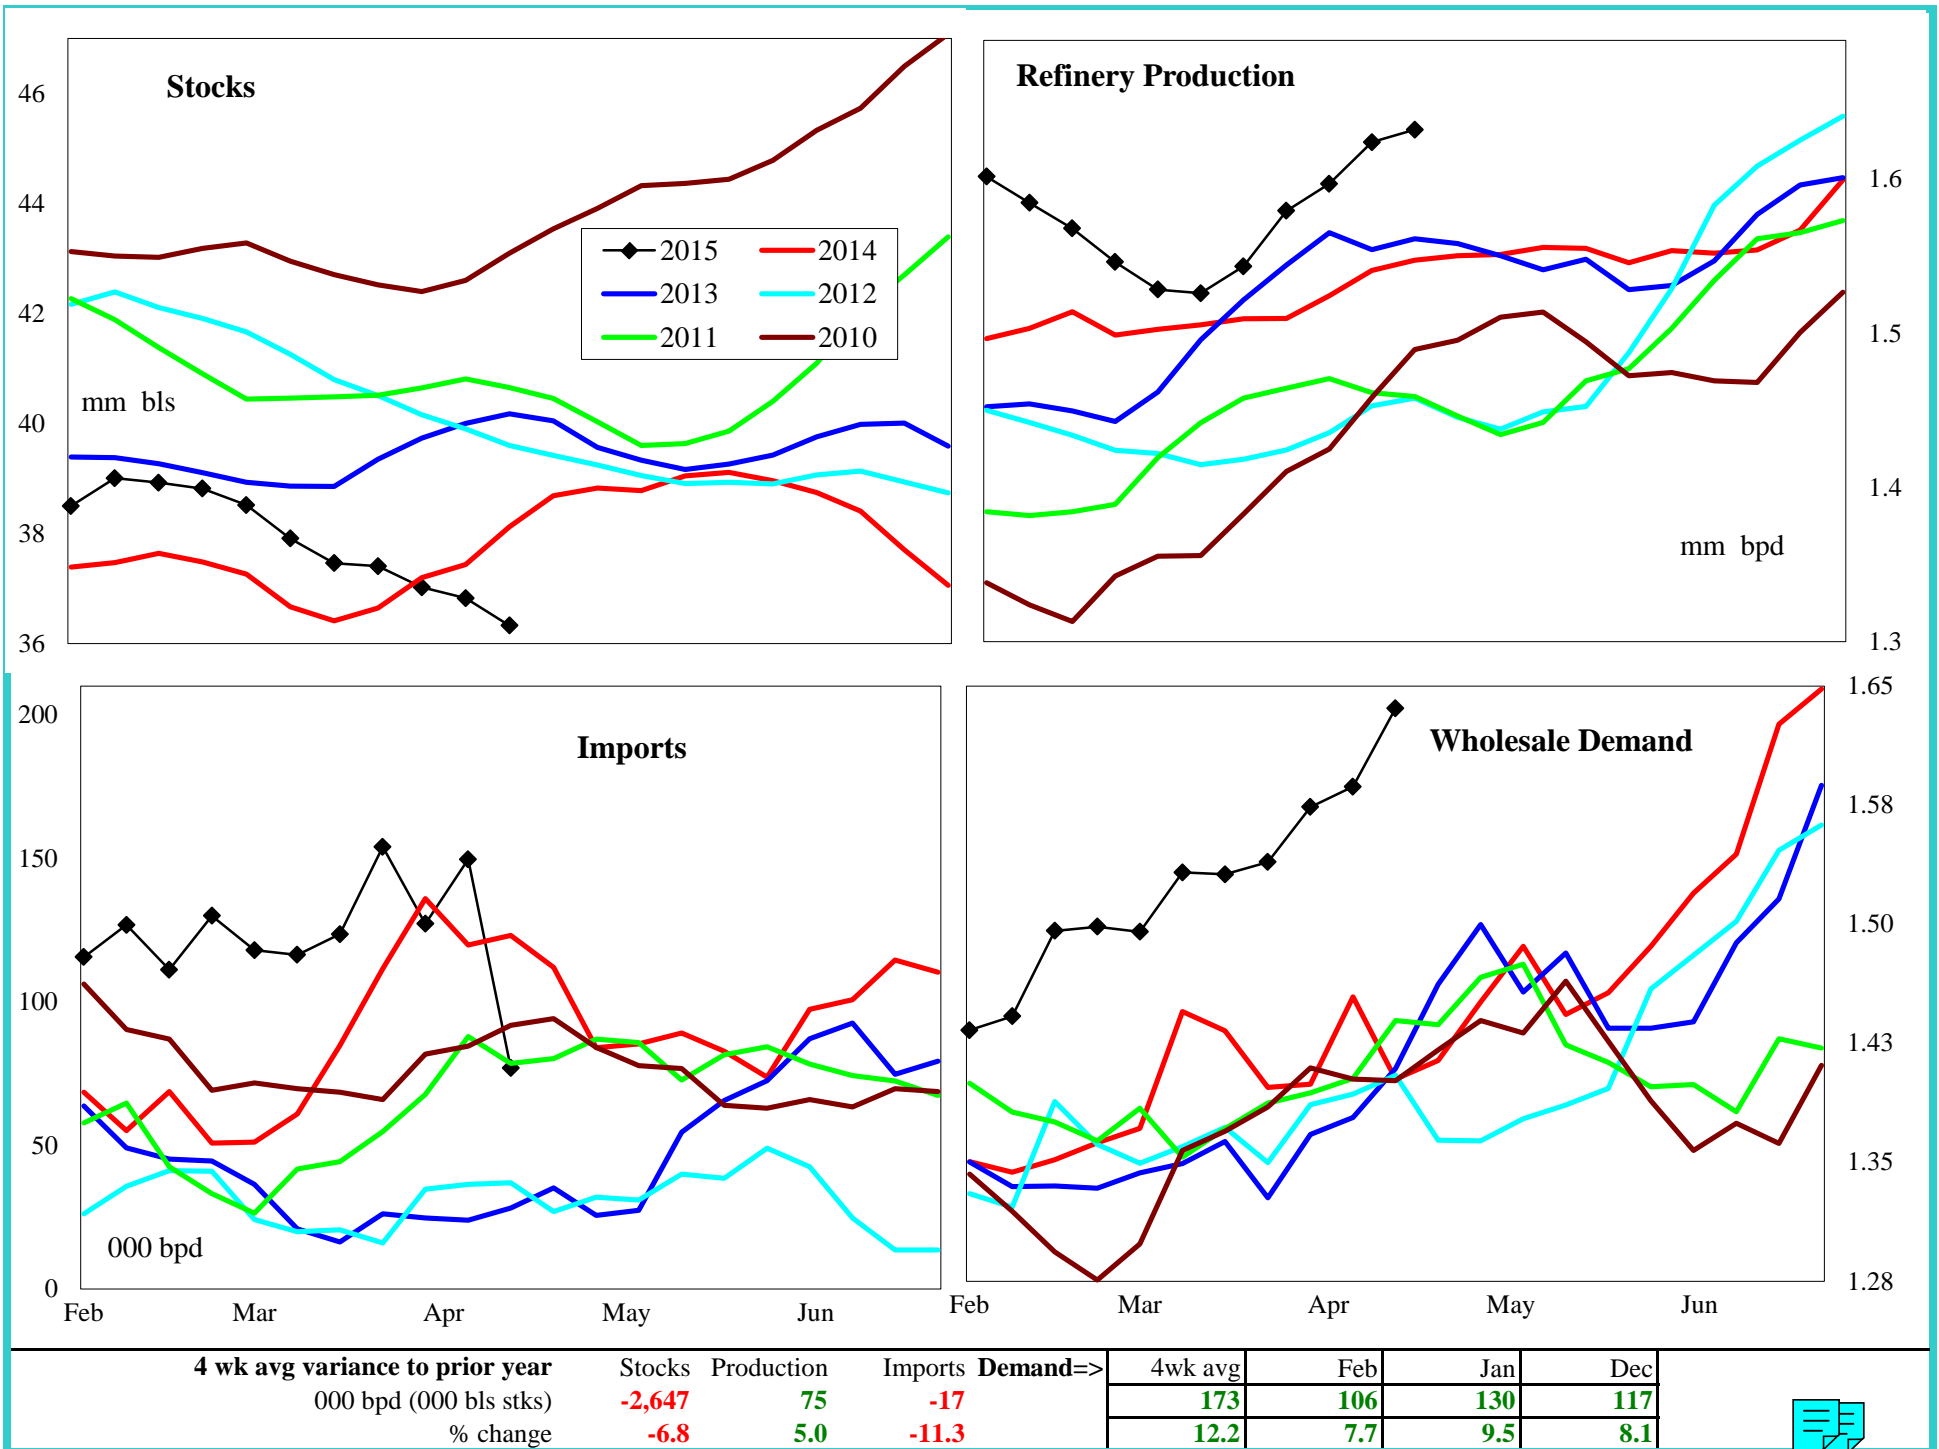 Stocks
46
44
42
40
38
36
mm bls
2015 2014
2013 2012
2011 2010
Refinery Production
1.6
1.5
1.4
1.3
mm bpd
Imports
200
150
100
50
0
000 bpd
Feb Mar Apr May Jun
Wholesale Demand
1.65
1.58
1.50
1.43
1.35
1.28
Feb Mar Apr May Jun
4 wk avg variance to prior year Stocks Production Imports Demand=> 4wk avg Feb Jan Dec
000 bpd (000 bls stks) -2,647 75 -17 173 106 130 117
% change -6.8 5.0 -11.3 12.2 7.7 9.5 8.1